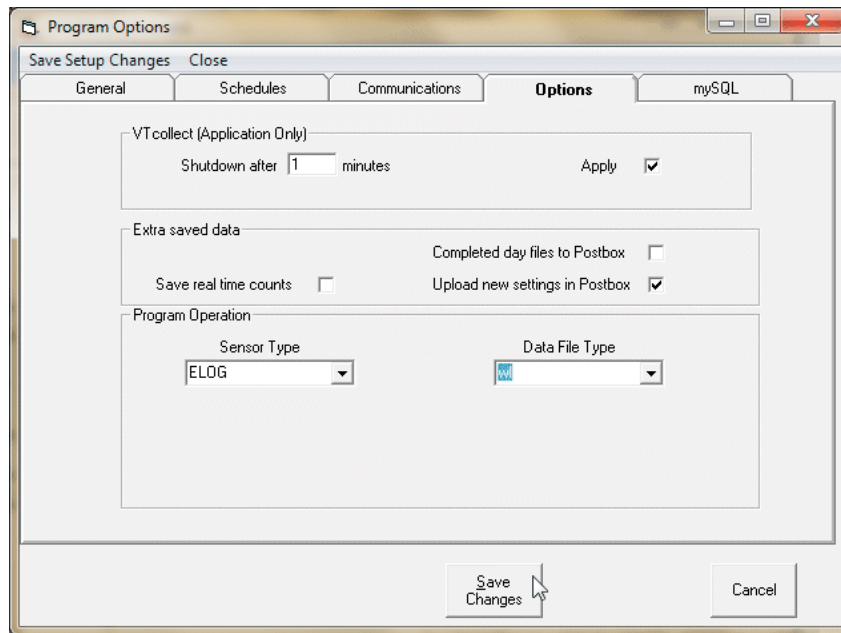 Program Options
Save Setup Changes Close
General Schedules Communications Options mySQL
VTcollect (Application Only)
Shutdown after 1 minutes Apply
Extra saved data
Completed day files to Postbox
Save real time counts Upload new settings in Postbox
Program Operation
Sensor Type Data File Type
ELOG
Save Changes Cancel